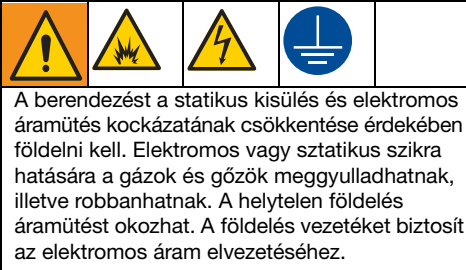 A berendezést a statikus kisülés és elektromos
áramütés kockázatának csökkentése érdekében
földelni kell. Elektromos vagy sztatikus szikra
hatására a gázok és gőzök meggyulladhatnak,
illetve robbanhatnak. A helytelen földelés
áramütést okozhat. A földelés vezetéket biztosít
az elektromos áram elvezetéséhez.